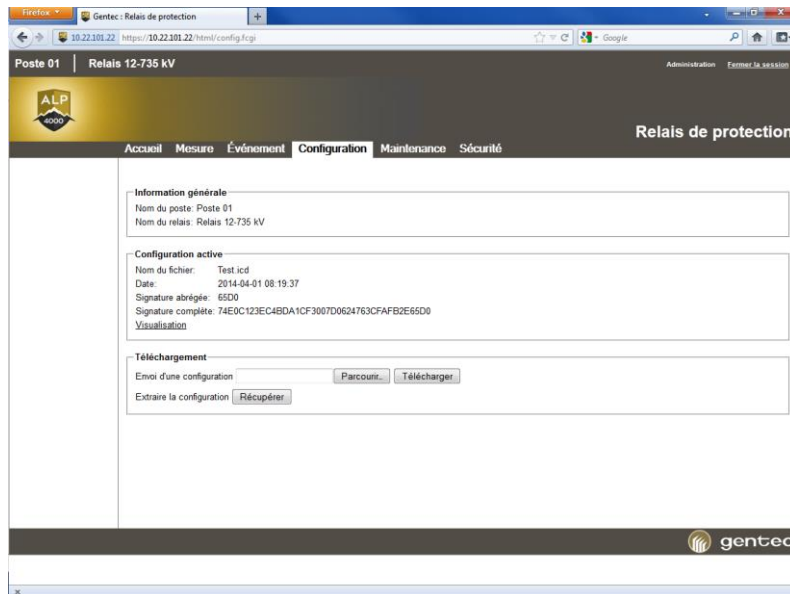 Firefox
Gentec : Relais de protection
10.22.101.22 https://10.22.101.22/html/config.fcgi
Google
Poste 01 Relais 12-735 kV
Administration Fermer la session
ALP
4000
Relais de protection
Accueil Mesure Événement Configuration Maintenance Sécurité
Information générale
Nom du poste: Poste 01
Nom du relais: Relais 12-735 kV
Configuration active
Nom du fichier: Test.icd
Date: 2014-04-01 08:19:37
Signature abrégée: 65D0
Signature complète: 74E0C123EC4BDA1CF3007D0624763CFAFB2E65D0
Visualisation
Téléchargement
Envoi d'une configuration Parcourir.. Télécharger
Extraire la configuration Récupérer
gentec